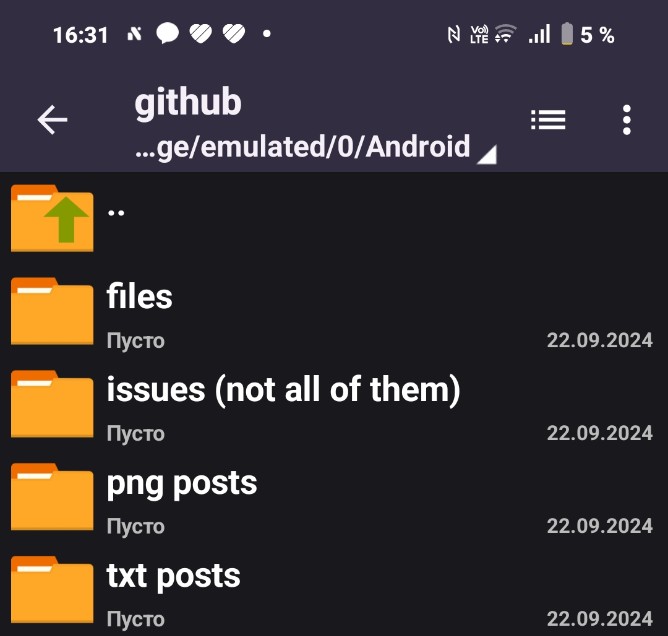 16:31 5 %
github
...ge/emulated/0/Android
..
files
Пусто 22.09.2024
issues (not all of them)
Пусто 22.09.2024
png posts
Пусто 22.09.2024
txt posts
Пусто 22.09.2024